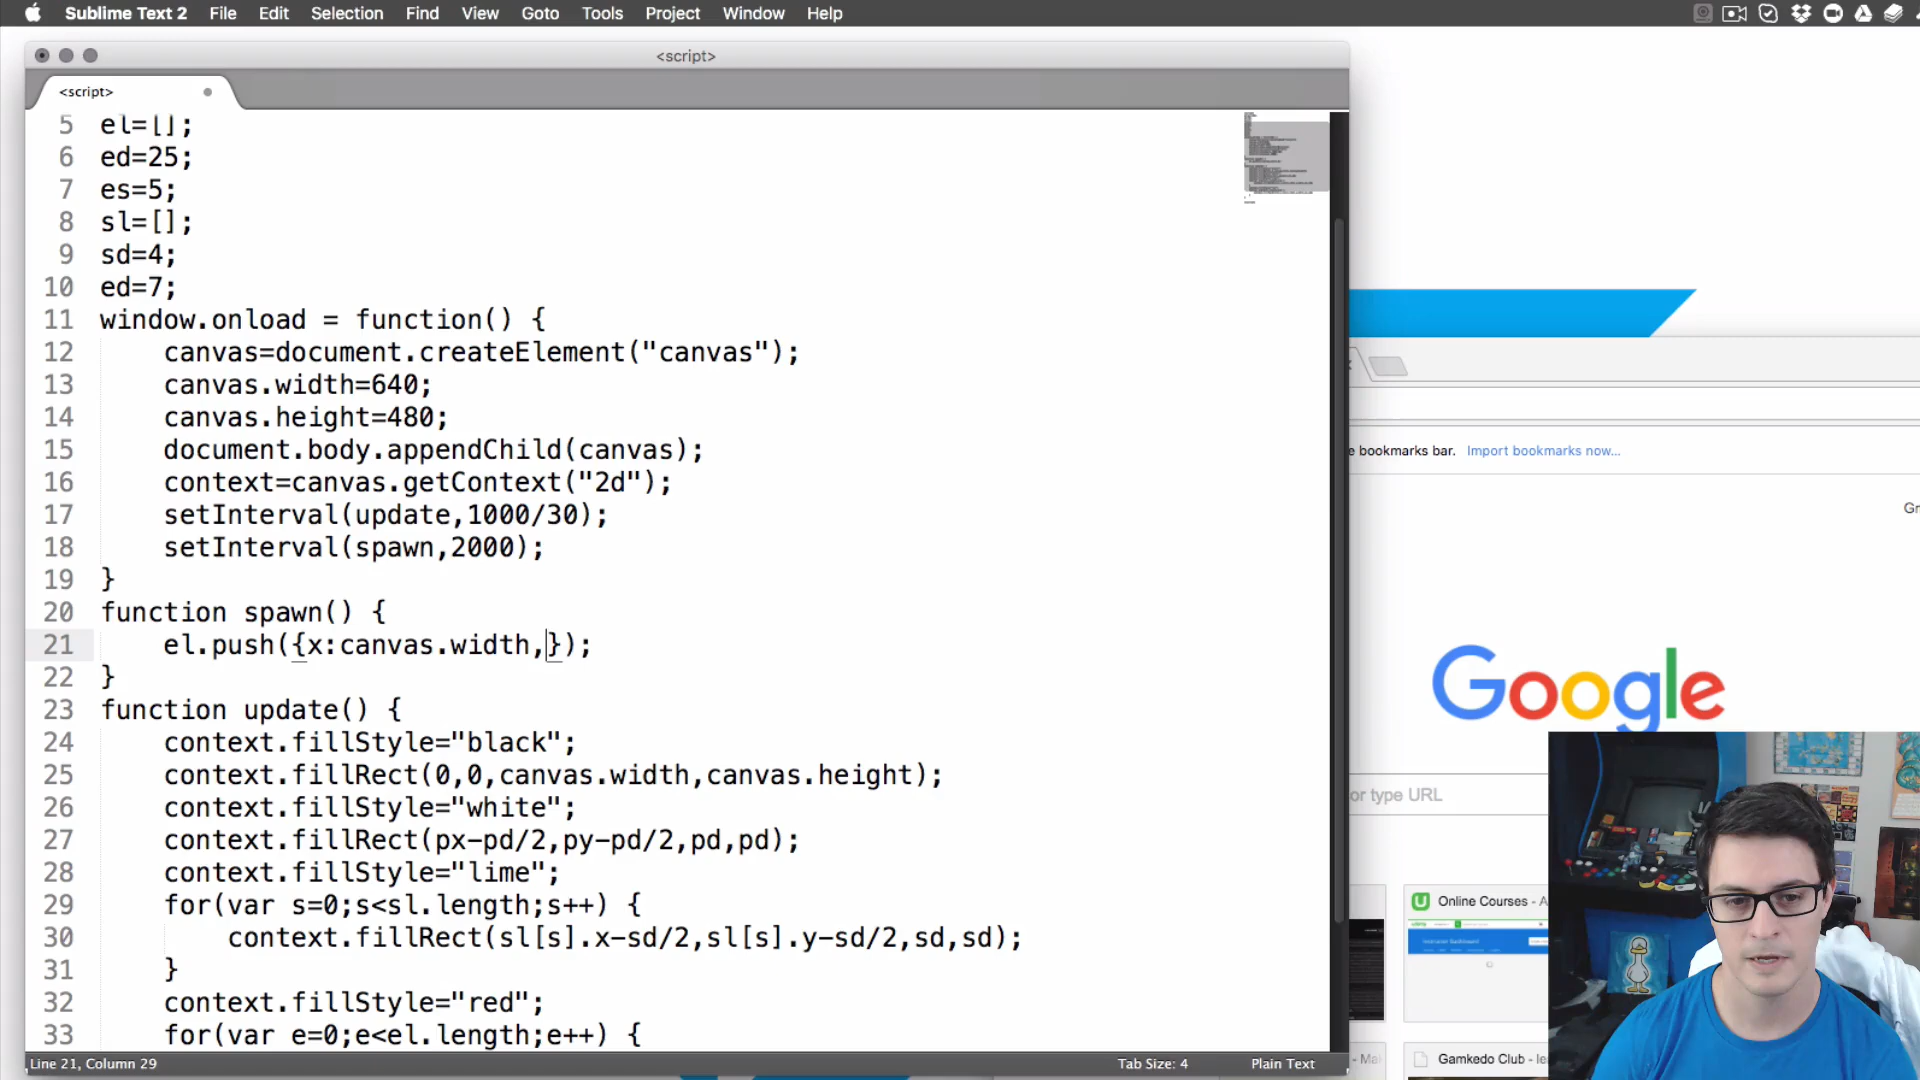 Sublime Text 2 File Edit Selection Find View Goto Tools Project Window Help
<script>
<script>
5 el=[];
6 ed=25;
7 es=5;
8 sl=[];
9 sd=4;
10 ed=7;
11 window.onload = function() {
12 canvas=document.createElement("canvas");
13 canvas.width=640;
14 canvas.height=480;
15 document.body.appendChild(canvas);
16 context=canvas.getContext("2d");
17 setInterval(update,1000/30);
18 setInterval(spawn,2000);
19 }
20 function spawn() {
21 el.push({x:canvas.width,});
22 }
23 function update() {
24 context.fillStyle="black";
25 context.fillRect(0,0,canvas.width,canvas.height);
26 context.fillStyle="white";
27 context.fillRect(px-pd/2,py-pd/2,pd,pd);
28 context.fillStyle="lime";
29 for(var s=0;s<sl.length;s++) {
30 context.fillRect(sl[s].x-sd/2,sl[s].y-sd/2,sd,sd);
31 }
32 context.fillStyle="red";
33 for(var e=0;e<el.length;e++) {
Line 21, Column 29 Tab Size: 4 Plain Text
e bookmarks bar. Import bookmarks now...
Gr
Google
or type URL
Online Courses - A
- Mai
Gamkedo Club - le